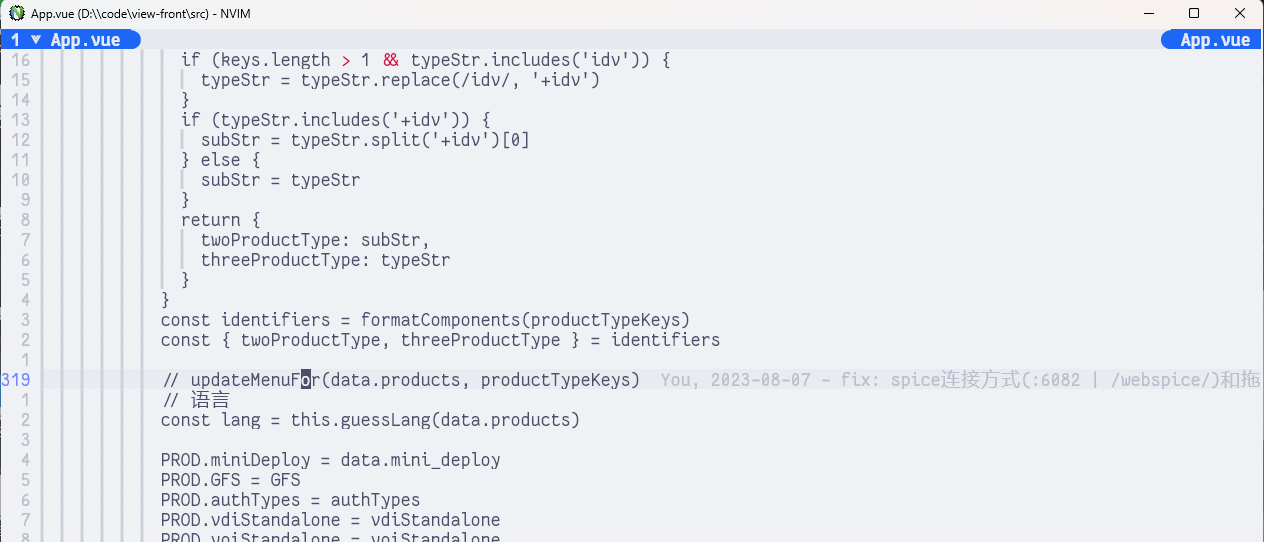 App.vue (D:\\code\view-front\src) - NVIM
1 ▼ App.vue App.vue
16 if (keys.length > 1 && typeStr.includes('idv')) {
15 typeStr = typeStr.replace(/idv/, '+idv')
14 }
13 if (typeStr.includes('+idv')) {
12 subStr = typeStr.split('+idv')[0]
11 } else {
10 subStr = typeStr
9 }
8 return {
7 twoProductType: subStr,
6 threeProductType: typeStr
5 }
4 }
3 const identifiers = formatComponents(productTypeKeys)
2 const { twoProductType, threeProductType } = identifiers
1
319 // updateMenuFor(data.products, productTypeKeys) You, 2023-08-07 - fix: spice连接方式(:6082 | /webspice/)和拖
1 // 语言
2 const lang = this.guessLang(data.products)
3
4 PROD.miniDeploy = data.mini_deploy
5 PROD.GFS = GFS
6 PROD.authTypes = authTypes
7 PROD.vdiStandalone = vdiStandalone
8 PROD.voiStandalone = voiStandalone